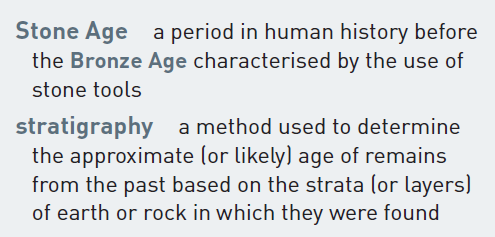 Stone Age a period in human history before
the Bronze Age characterised by the use of
stone tools
stratigraphy a method used to determine
the approximate (or likely) age of remains
from the past based on the strata (or layers)
of earth or rock in which they were found